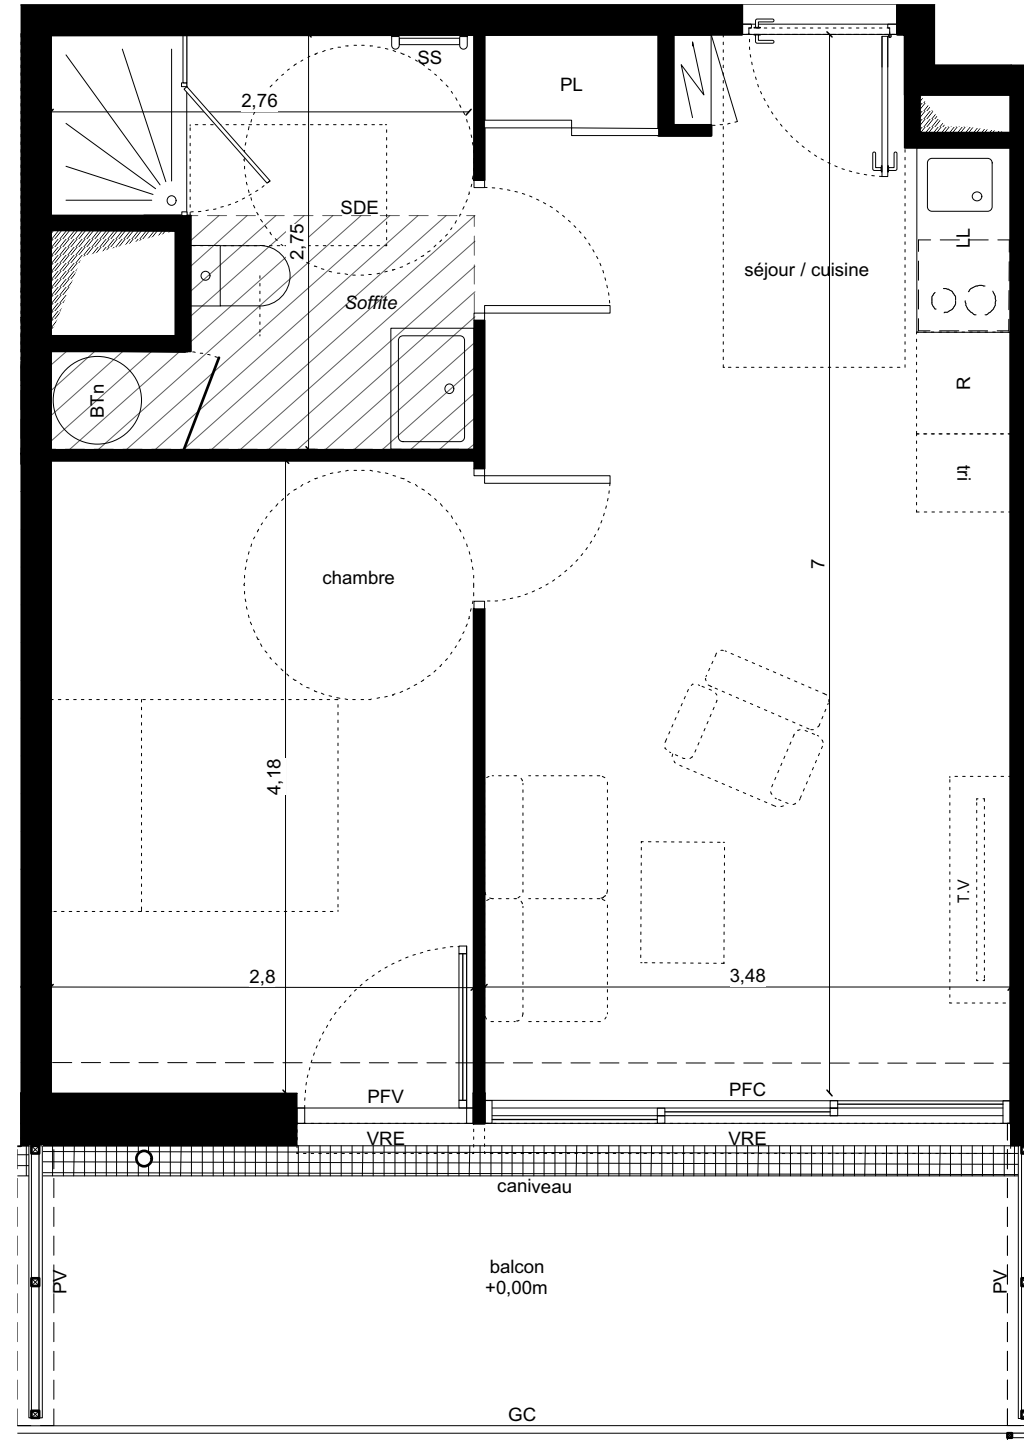 SS
PL
2,76
SDE
2,75
LL
séjour / cuisine
Soffite
R
BTn
tri
7
chambre
4,18
T.V
2,8
3,48
PFV
PFC
VRE
VRE
caniveau
balcon
+0,00m
PV
PV
GC